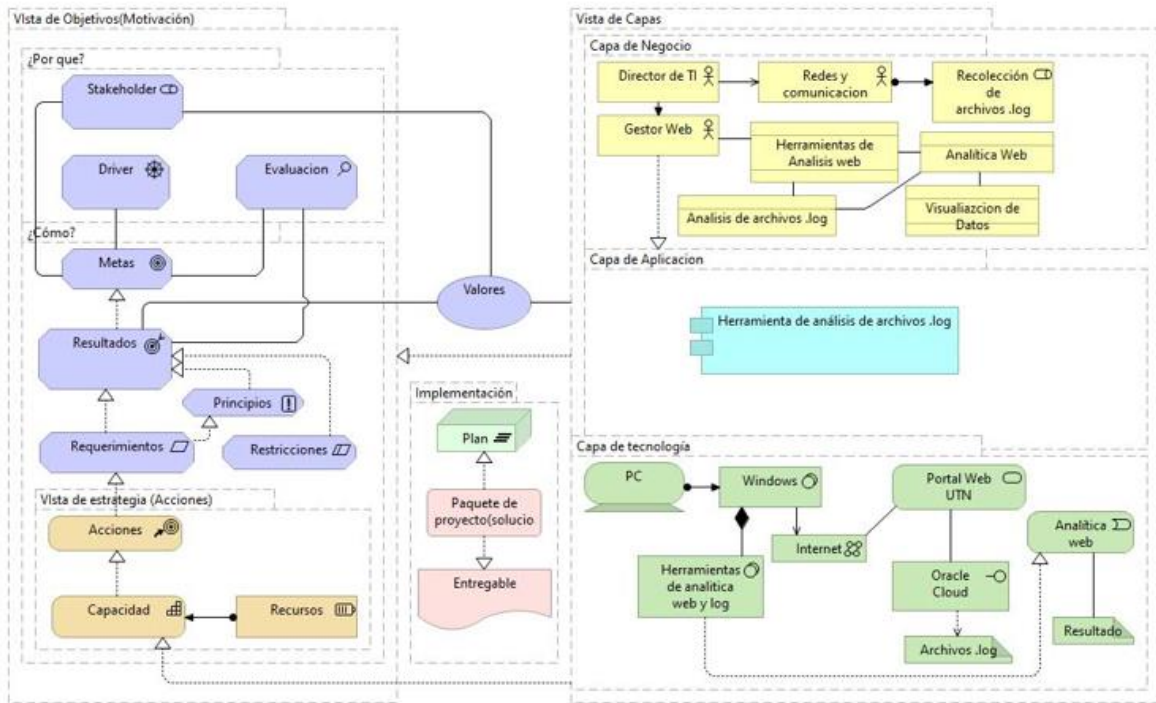 VIsta de Objetivos(Motivación)
¿Por que?
Stakeholder
Driver
Evaluacion
¿Cómo?
Metas
Resultados
Principios
Requerimientos
Restricciones
VIsta de estrategia (Acciones)
Acciones
Capacidad
Recursos
Valores
Implementación
Plan
Paquete de
proyecto(solucio
Entregable
Vista de Capas
Capa de Negocio
Director de TI
Redes y
comunicacion
Recolección
de
archivos .log
Gestor Web
Herramientas de
Analisis web
Analítica Web
Analisis de archivos .log
Visualiazcion de
Datos
Capa de Aplicacion
Herramienta de análisis de archivos .log
Capa de tecnología
PC
Windows
Portal Web
UTN
Internet
Analítica
web
Herramientas
de analitica
web y log
Oracle
Cloud
Archivos .log
Resultado